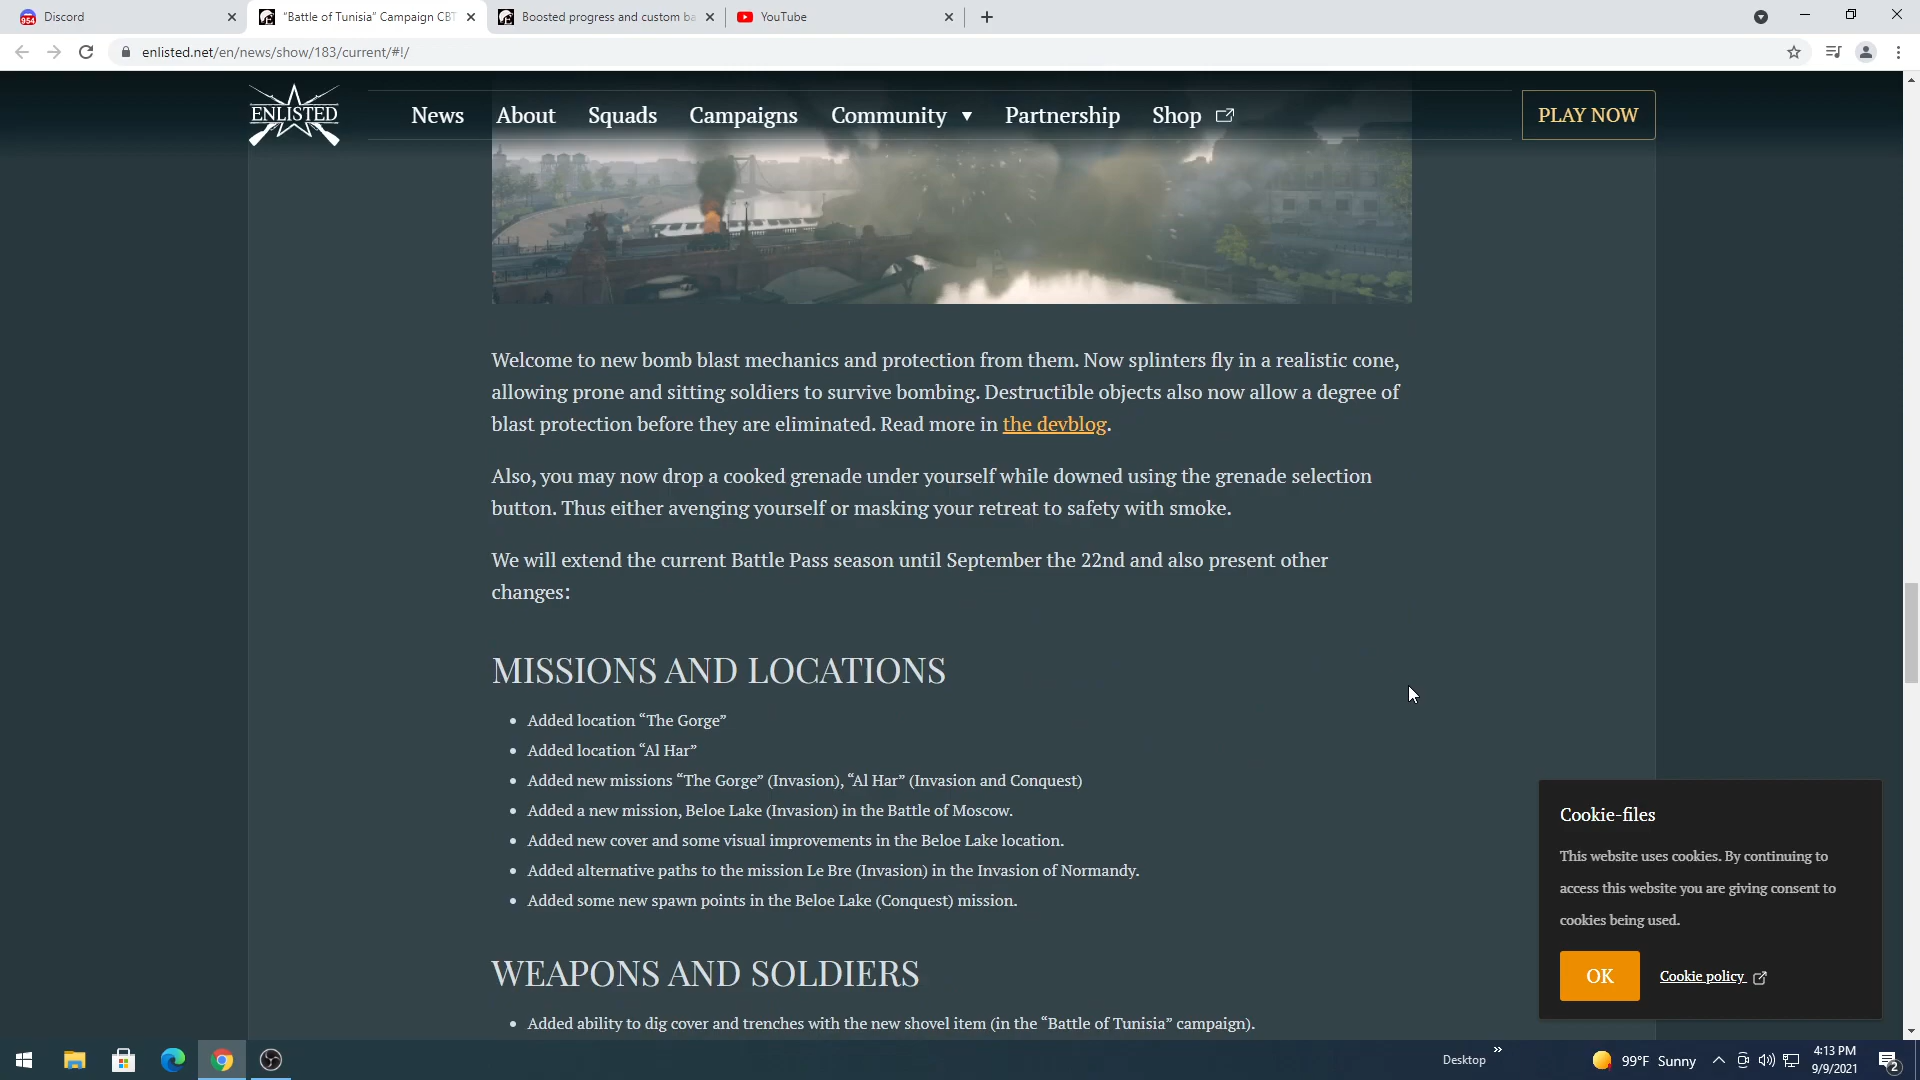 954
Discord
"Battle of Tunisia" Campaign CBT
Boosted progress and custom ba
YouTube
enlisted.net/en/news/show/183/current/#!/
ENLISTED
News
About
Squads
Campaigns
Community ▼
Partnership
Shop
PLAY NOW
Welcome to new bomb blast mechanics and protection from them. Now splinters fly in a realistic cone,
allowing prone and sitting soldiers to survive bombing. Destructible objects also now allow a degree of
blast protection before they are eliminated. Read more in the devblog.
Also, you may now drop a cooked grenade under yourself while downed using the grenade selection
button. Thus either avenging yourself or masking your retreat to safety with smoke.
We will extend the current Battle Pass season until September the 22nd and also present other
changes:
MISSIONS AND LOCATIONS
• Added location “The Gorge”
• Added location “Al Har”
• Added new missions “The Gorge” (Invasion), “Al Har” (Invasion and Conquest)
• Added a new mission, Beloe Lake (Invasion) in the Battle of Moscow.
• Added new cover and some visual improvements in the Beloe Lake location.
• Added alternative paths to the mission Le Bre (Invasion) in the Invasion of Normandy.
• Added some new spawn points in the Beloe Lake (Conquest) mission.
WEAPONS AND SOLDIERS
• Added ability to dig cover and trenches with the new shovel item (in the “Battle of Tunisia” campaign).
Cookie-files
This website uses cookies. By continuing to
access this website you are giving consent to
cookies being used.
OK
Cookie policy
Desktop
99°F Sunny
4:13 PM
9/9/2021
2